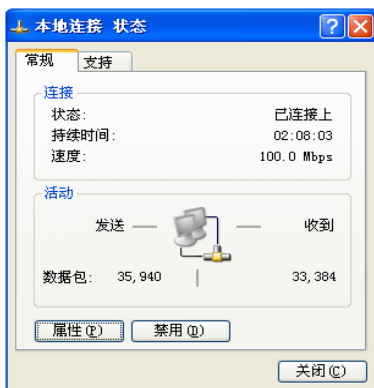 本地连接 状态
常规 支持
连接
状态: 已连接上
持续时间: 02:08:03
速度: 100.0 Mbps
活动
发送 — — 收到
数据包: 35,940 | 33,384
属性(P) 禁用(D)
关闭(C)